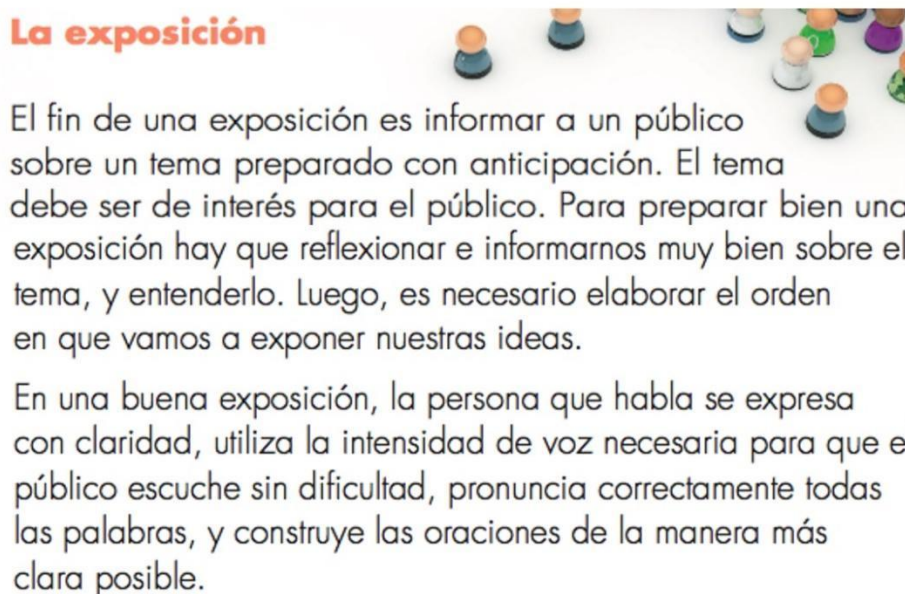 La exposición
El fin de una exposición es informar a un público
sobre un tema preparado con anticipación. El tema
debe ser de interés para el público. Para preparar bien una
exposición hay que reflexionar e informarnos muy bien sobre el
tema, y entenderlo. Luego, es necesario elaborar el orden
en que vamos a exponer nuestras ideas.
En una buena exposición, la persona que habla se expresa
con claridad, utiliza la intensidad de voz necesaria para que e
público escuche sin dificultad, pronuncia correctamente todas
las palabras, y construye las oraciones de la manera más
clara posible.